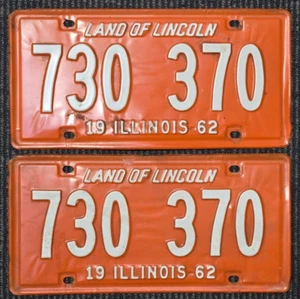 LAND OF LINCOLN
730 370
19 ILLINOIS 62
LAND OF LINCOLN
730 370
19 ILLINOIS 62